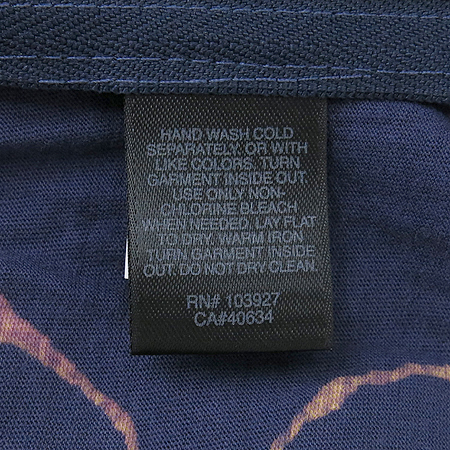 HAND WASH COLD
SEPARATELY, OR WITH
LIKE COLORS. TURN
GARMENT INSIDE OUT
USE ONLY NON-
CHLORINE BLEACH
WHEN NEEDED. LAY FLAT
TO DRY. WARM IRON
TURN GARMENT INSIDE
OUT. DO NOT DRY CLEAN.
RN# 103927
CA#40634